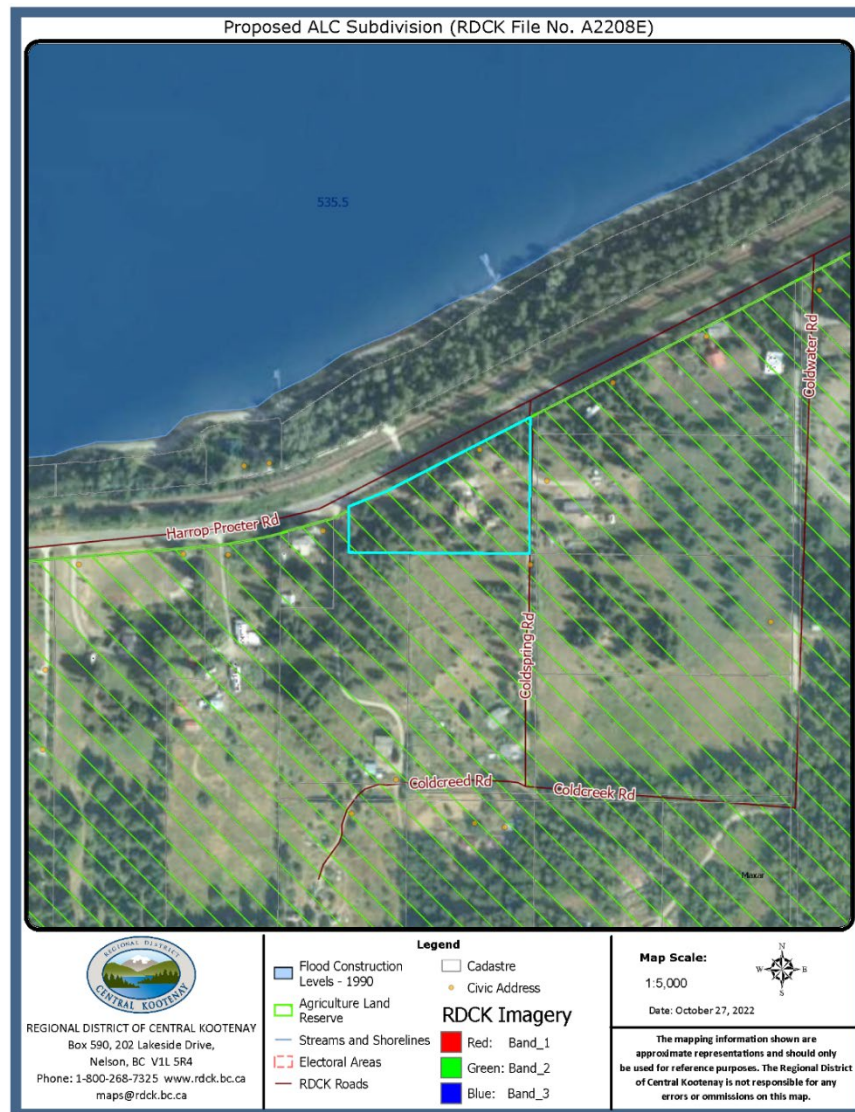 Proposed ALC Subdivision (RDCK File No. A2208E)
535.5
Coldwater Rd
Harrop-Procter Rd
Coldspring Rd
Coldcreed Rd
Coldcreek Rd
Maxar
REGIONAL DISTRICT OF
CENTRAL KOOTENAY
REGIONAL DISTRICT OF CENTRAL KOOTENAY
Box 590, 202 Lakeside Drive,
Nelson, BC V1L 5R4
Phone: 1-800-268-7325 www.rdck.bc.ca
maps@rdck.bc.ca
Legend
Flood Construction
Levels - 1990
Agriculture Land
Reserve
Streams and Shorelines
Electoral Areas
RDCK Roads
Cadastre
Civic Address
RDCK Imagery
Red: Band_1
Green: Band_2
Blue: Band_3
Map Scale:
1:5,000
Date: October 27, 2022
N
W E
S
The mapping information shown are
approximate representations and should only
be used for reference purposes. The Regional District
of Central Kootenay is not responsible for any
errors or ommissions on this map.